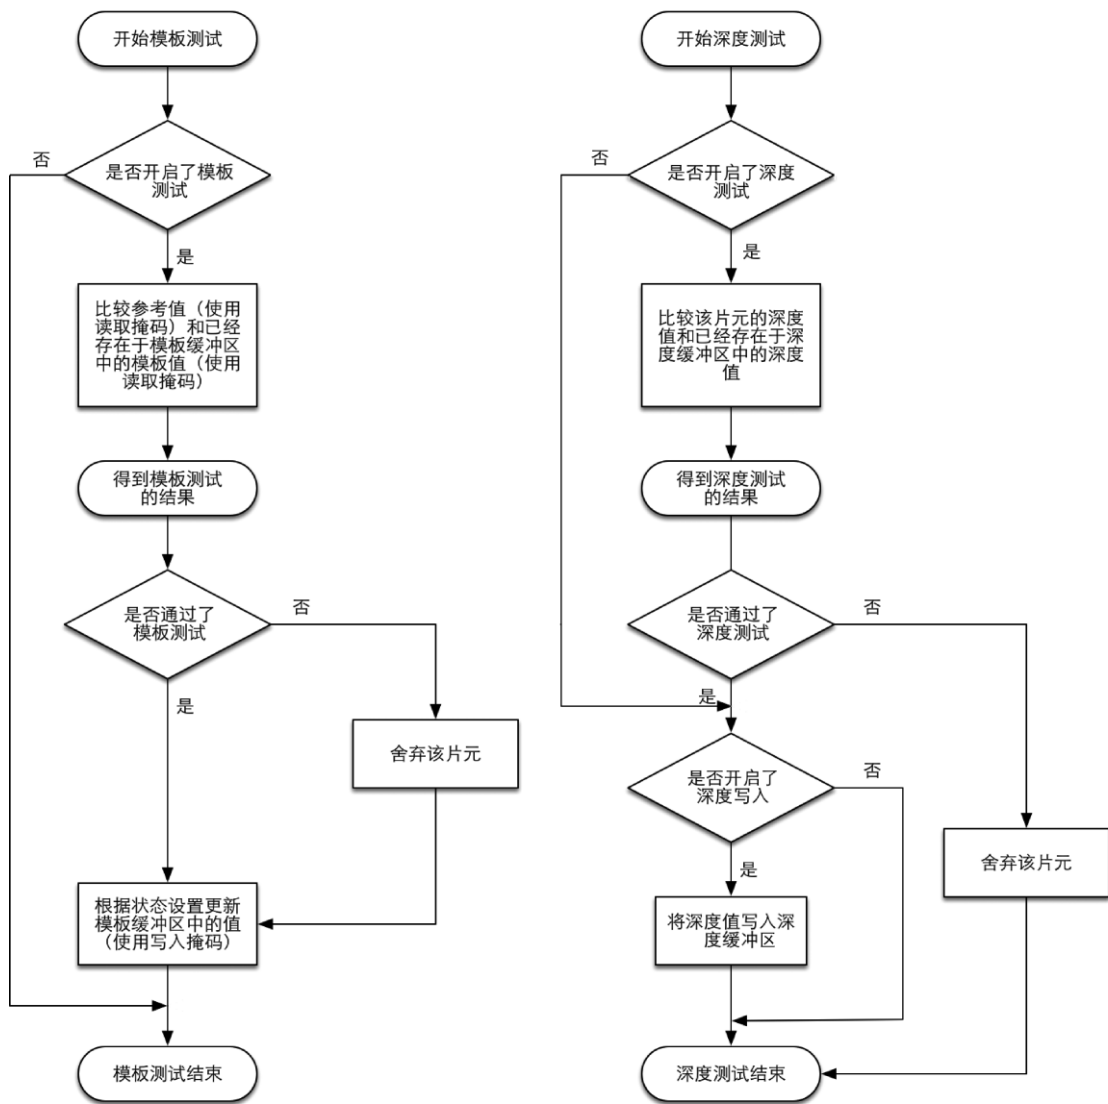 开始模板测试
否
是否开启了模板
测试
是
比较参考值（使用
读取掩码）和已经
存在于模板缓冲区
中的模板值（使用
读取掩码）
得到模板测试
的结果
是否通过了
模板测试
否
是
舍弃该片元
根据状态设置更新
模板缓冲区中的值
（使用写入掩码）
模板测试结束
开始深度测试
否
是否开启了深度
测试
是
比较该片元的深度
值和已经存在于深
度缓冲区中的深度
值
得到深度测试
的结果
是否通过了
深度测试
否
是
是否开启了
深度写入
否
是
舍弃该片元
将深度值写入深
度缓冲区
深度测试结束